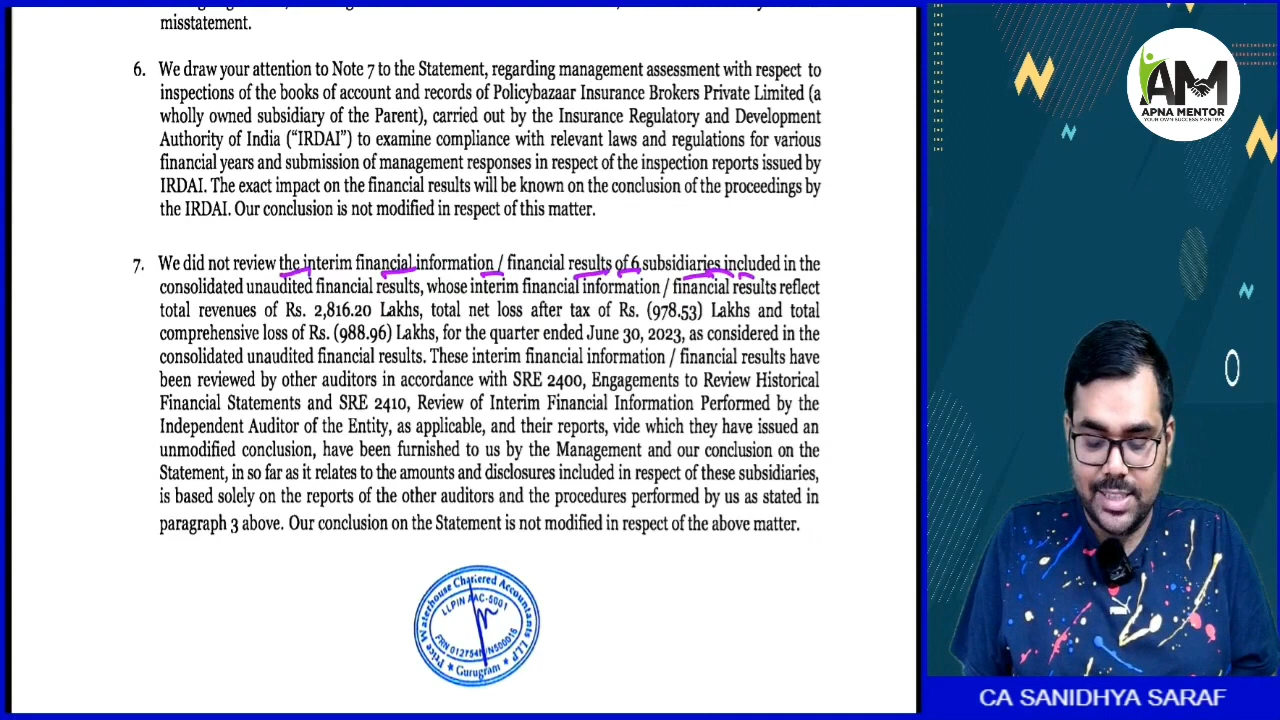 misstatement.
6. We draw your attention to Note 7 to the Statement, regarding management assessment with respect to
inspections of the books of account and records of Policybazaar Insurance Brokers Private Limited (a
wholly owned subsidiary of the Parent), carried out by the Insurance Regulatory and Development
Authority of India (“IRDAI”) to examine compliance with relevant laws and regulations for various
financial years and submission of management responses in respect of the inspection reports issued by
IRDAI. The exact impact on the financial results will be known on the conclusion of the proceedings by
the IRDAI. Our conclusion is not modified in respect of this matter.
7. We did not review the interim financial information / financial results of 6 subsidiaries included in the
consolidated unaudited financial results, whose interim financial information / financial results reflect
total revenues of Rs. 2,816.20 Lakhs, total net loss after tax of Rs. (978.53) Lakhs and total
comprehensive loss of Rs. (988.96) Lakhs, for the quarter ended June 30, 2023, as considered in the
consolidated unaudited financial results. These interim financial information / financial results have
been reviewed by other auditors in accordance with SRE 2400, Engagements to Review Historical
Financial Statements and SRE 2410, Review of Interim Financial Information Performed by the
Independent Auditor of the Entity, as applicable, and their reports, vide which they have issued an
unmodified conclusion, have been furnished to us by the Management and our conclusion on the
Statement, in so far as it relates to the amounts and disclosures included in respect of these subsidiaries,
is based solely on the reports of the other auditors and the procedures performed by us as stated in
paragraph 3 above. Our conclusion on the Statement is not modified in respect of the above matter.
Price Waterhouse Chartered Accountants LLP
LLPIN AAC-5001
Gurugram
AM
APNA MENTOR
YOUR OWN SUCCESS MANTRA
CA SANIDHYA SARAF